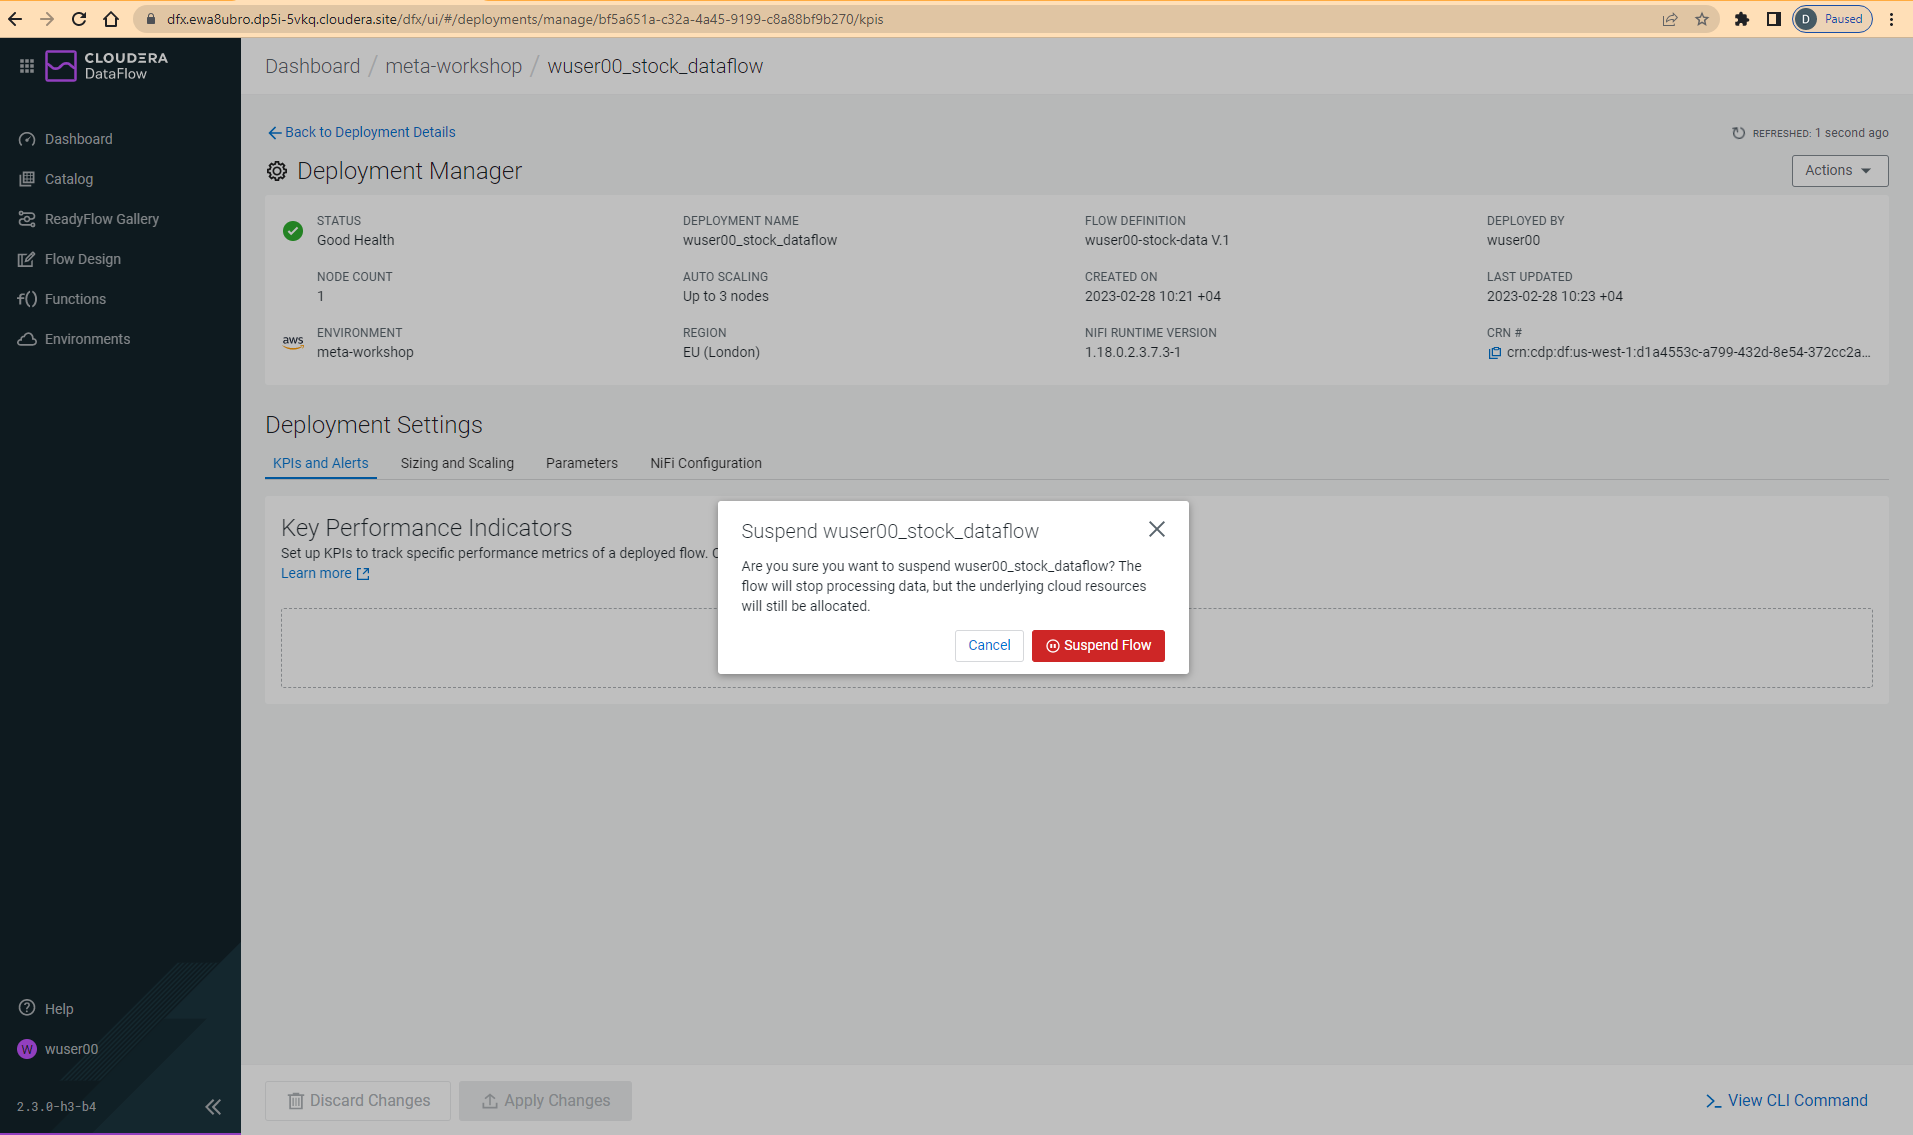 dfx.ewa8ubro.dp5i-5vkq.cloudera.site/dfx/ui/#/deployments/manage/bf5a651a-c32a-4a45-9199-c8a88bf9b270/kpis
D Paused
CLOUDERA
DataFlow
Dashboard
Catalog
ReadyFlow Gallery
Flow Design
f() Functions
Environments
Help
W wuser00
2.3.0-h3-b4
Dashboard / meta-workshop / wuser00_stock_dataflow
Back to Deployment Details
REFRESHED: 1 second ago
Deployment Manager
Actions
STATUS
Good Health
DEPLOYMENT NAME
wuser00_stock_dataflow
FLOW DEFINITION
wuser00-stock-data V.1
DEPLOYED BY
wuser00
NODE COUNT
1
AUTO SCALING
Up to 3 nodes
CREATED ON
2023-02-28 10:21 +04
LAST UPDATED
2023-02-28 10:23 +04
aws
ENVIRONMENT
meta-workshop
REGION
EU (London)
NIFI RUNTIME VERSION
1.18.0.2.3.7.3-1
CRN #
crn:cdp:df:us-west-1:d1a4553c-a799-432d-8e54-372cc2a...
Deployment Settings
KPIs and Alerts Sizing and Scaling Parameters NiFi Configuration
Key Performance Indicators
Set up KPIs to track specific performance metrics of a deployed flow.
Learn more
Suspend wuser00_stock_dataflow
Are you sure you want to suspend wuser00_stock_dataflow? The
flow will stop processing data, but the underlying cloud resources
will still be allocated.
Cancel
Suspend Flow
Discard Changes
Apply Changes
>_ View CLI Command